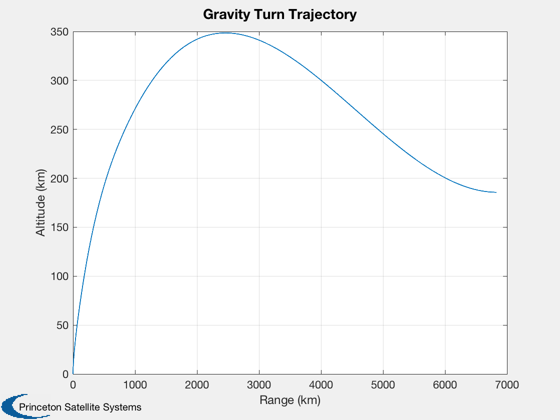 Gravity Turn Trajectory
350
300
250
200
150
100
50
0
Altitude (km)
0 1000 2000 3000 4000 5000 6000 7000
Range (km)
Princeton Satellite Systems